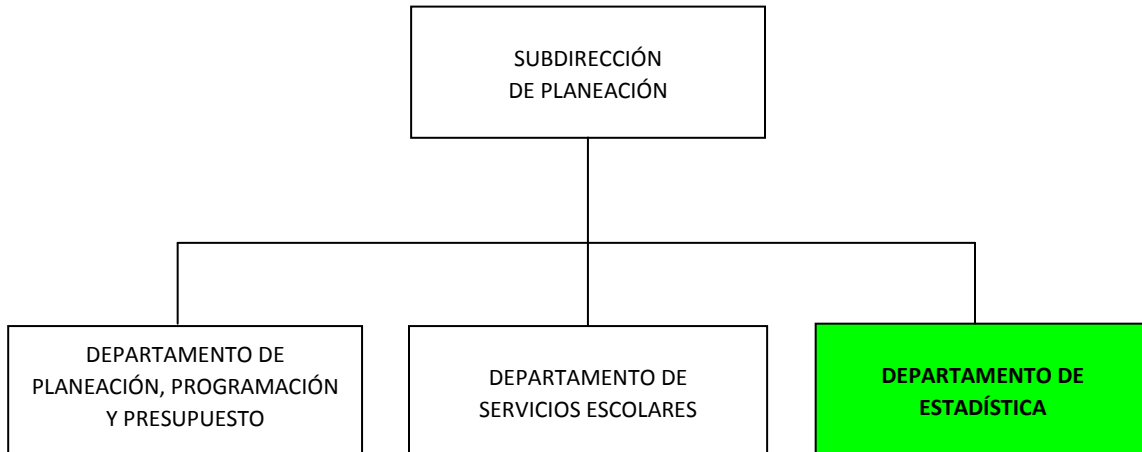 SUBDIRECCIÓN
DE PLANEACIÓN
DEPARTAMENTO DE
PLANEACIÓN, PROGRAMACIÓN
Y PRESUPUESTO
DEPARTAMENTO DE
SERVICIOS ESCOLARES
DEPARTAMENTO DE
ESTADÍSTICA